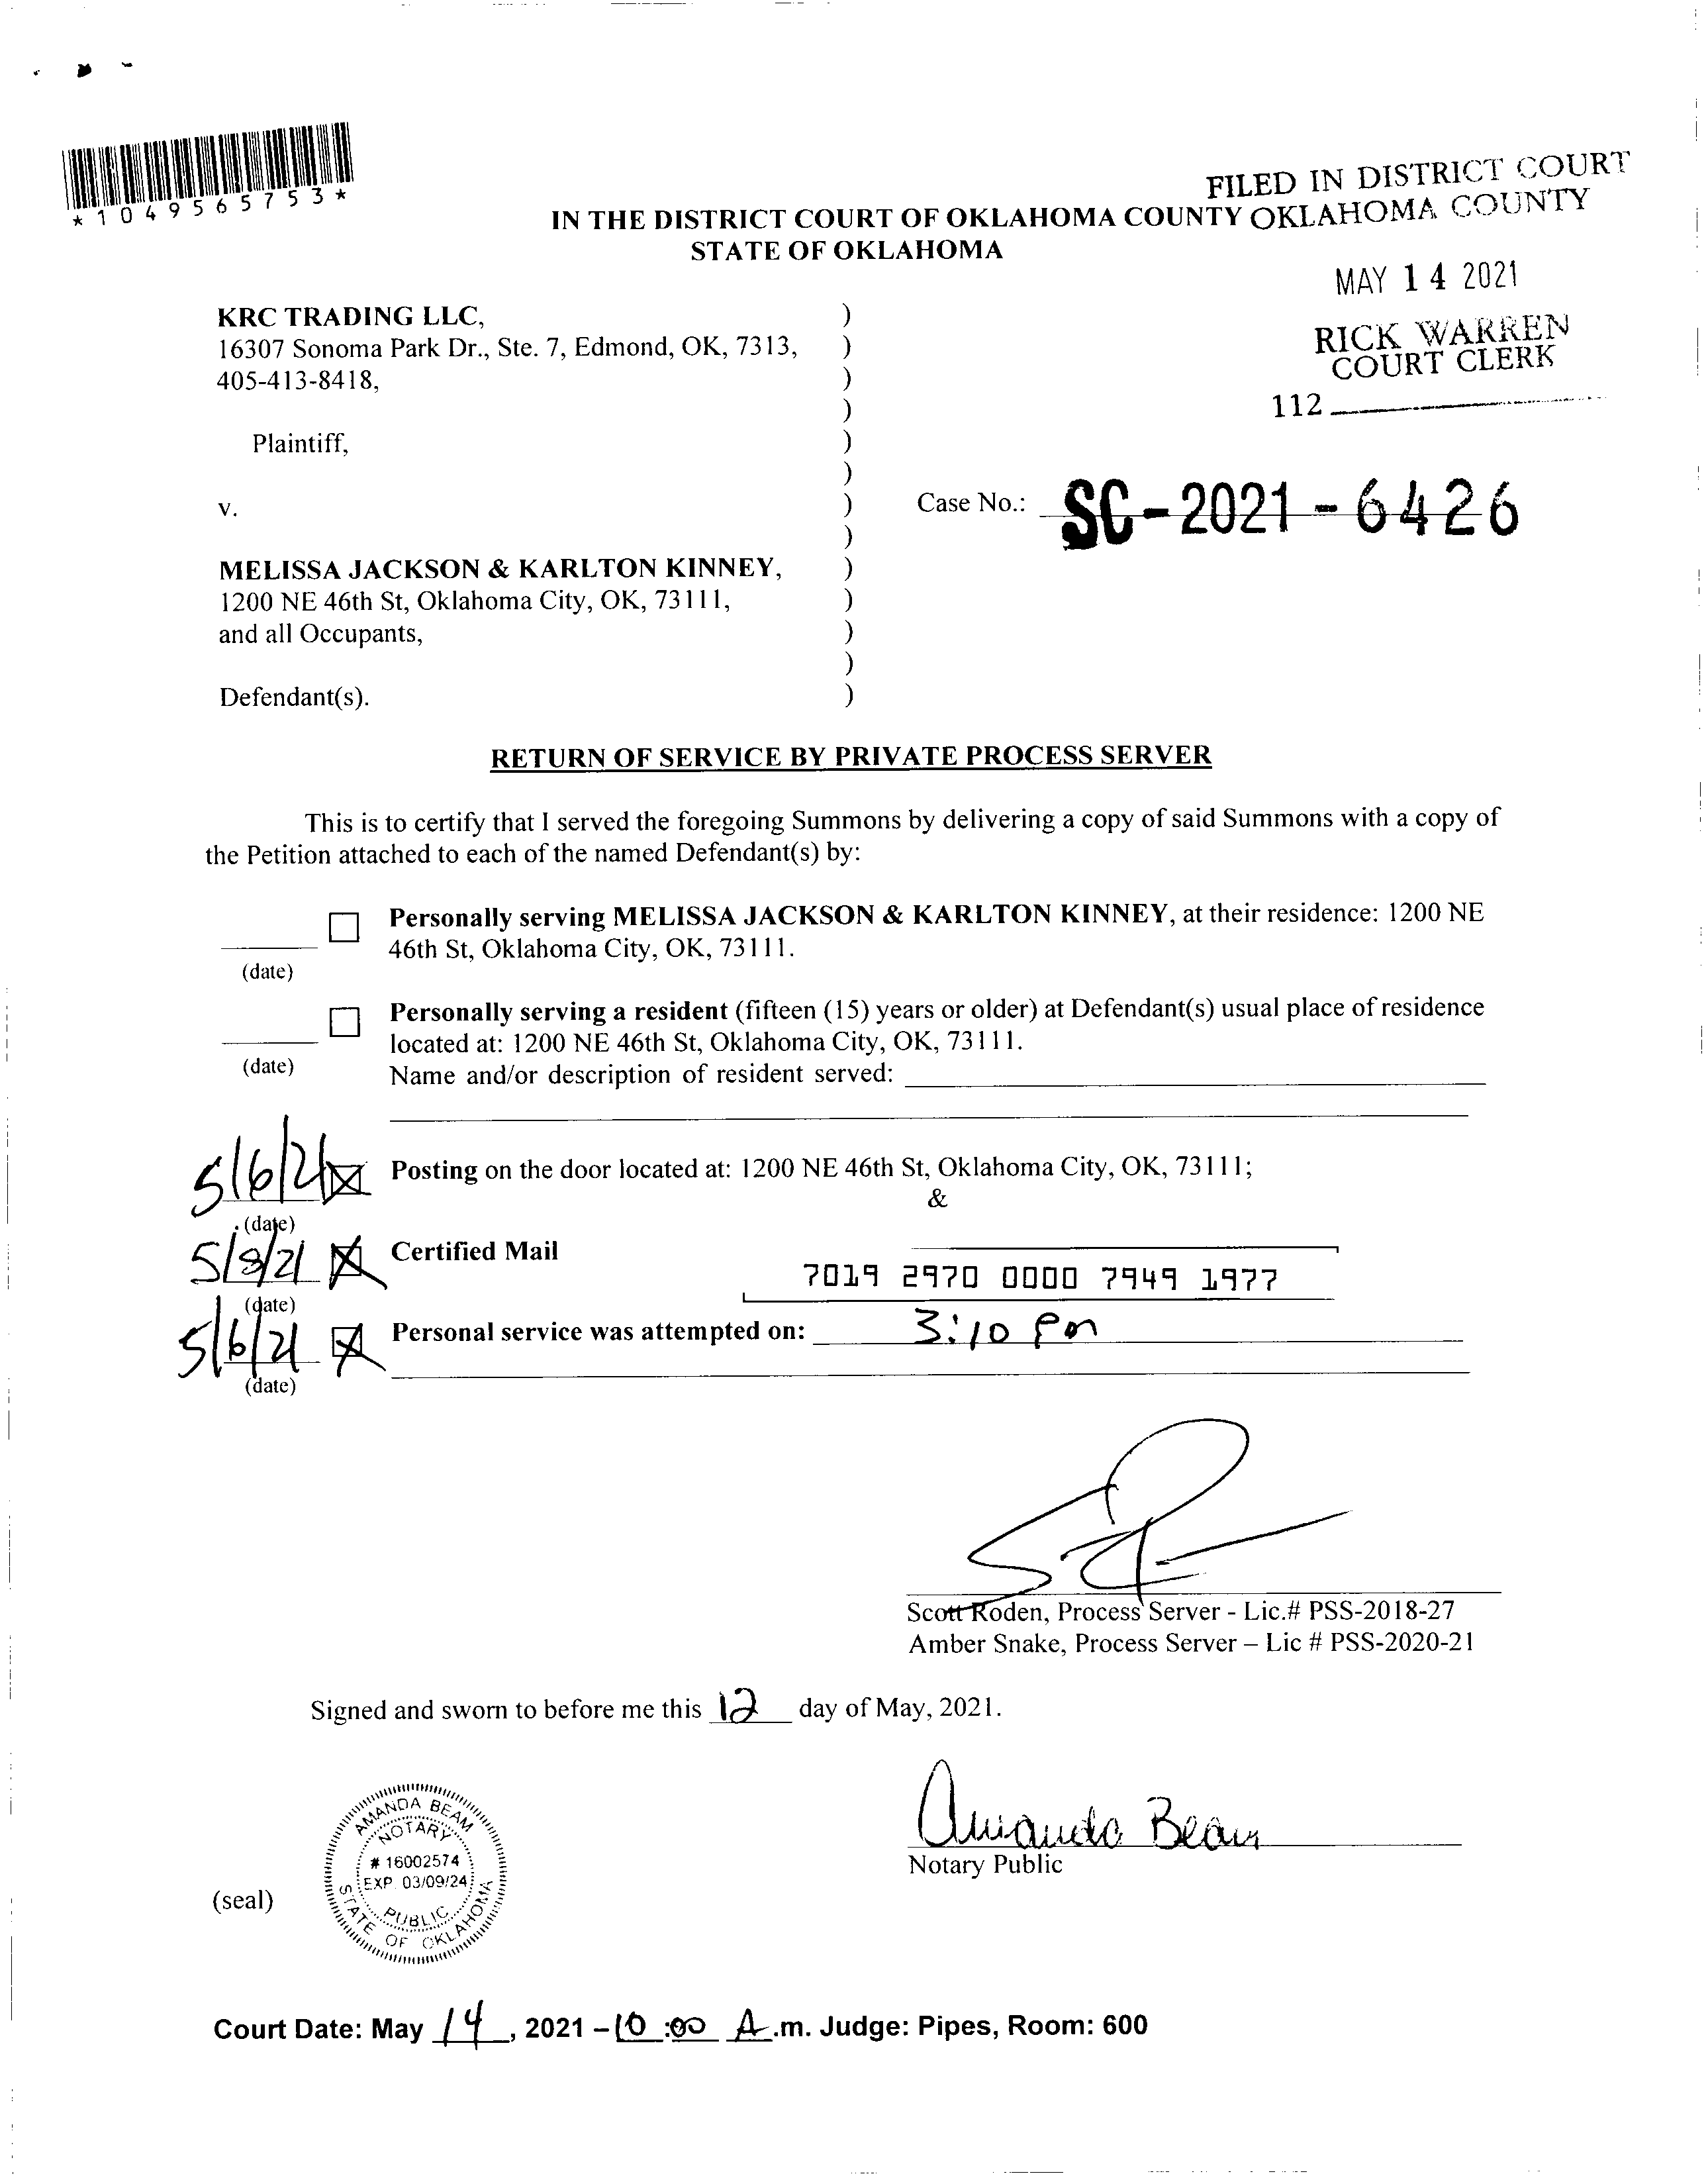 *1049565753*
FILED IN DISTRICT COURT
OKLAHOMA COUNTY
IN THE DISTRICT COURT OF OKLAHOMA COUNTY
STATE OF OKLAHOMA
MAY 14 2021
RICK WARREN
COURT CLERK
112
KRC TRADING LLC, )
16307 Sonoma Park Dr., Ste. 7, Edmond, OK, 7313, )
405-413-8418, )
)
Plaintiff, )
)
v. ) Case No.: SC-2021-6426
)
MELISSA JACKSON & KARLTON KINNEY, )
1200 NE 46th St, Oklahoma City, OK, 73111, )
and all Occupants, )
)
Defendant(s). )
RETURN OF SERVICE BY PRIVATE PROCESS SERVER
This is to certify that I served the foregoing Summons by delivering a copy of said Summons with a copy of
the Petition attached to each of the named Defendant(s) by:
Personally serving MELISSA JACKSON & KARLTON KINNEY, at their residence: 1200 NE
46th St, Oklahoma City, OK, 73111.
(date)
Personally serving a resident (fifteen (15) years or older) at Defendant(s) usual place of residence
located at: 1200 NE 46th St, Oklahoma City, OK, 73111.
(date)
Name and/or description of resident served:
5/6/21 Posting on the door located at: 1200 NE 46th St, Oklahoma City, OK, 73111;
&
(date)
5/8/21 Certified Mail
7019 2970 0000 7949 1977
(date)
5/6/21 Personal service was attempted on: 3:10 pm
(date)
Scott Roden, Process Server - Lic.# PSS-2018-27
Amber Snake, Process Server – Lic # PSS-2020-21
Signed and sworn to before me this 12 day of May, 2021.
Amanda Beam
Notary Public
(seal)
AMANDA BEAM
NOTARY
# 16002574
EXP. 03/09/24
PUBLIC
STATE OF OKLAHOMA
Court Date: May 14, 2021 – 10:00 A.m. Judge: Pipes, Room: 600